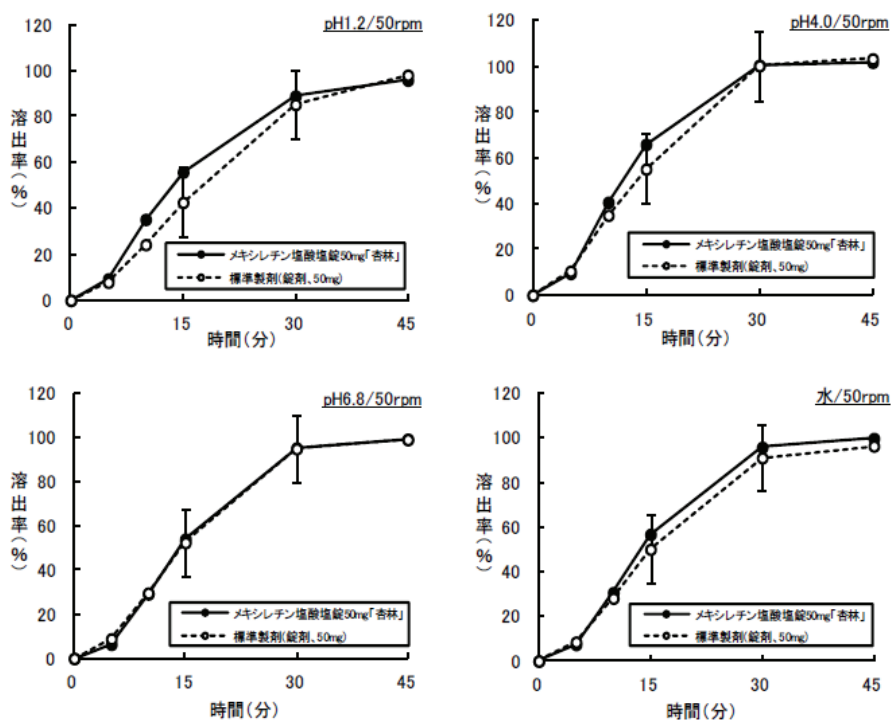 pH1.2/50rpm
120
100
80
60
40
20
0
溶出率(%)
メキシレチン塩酸塩錠50mg「杏林」
標準製剤(錠剤、50mg)
0 15 30 45
時間(分)
pH4.0/50rpm
120
100
80
60
40
20
0
溶出率(%)
メキシレチン塩酸塩錠50mg「杏林」
標準製剤(錠剤、50mg)
0 15 30 45
時間(分)
pH6.8/50rpm
120
100
80
60
40
20
0
溶出率(%)
メキシレチン塩酸塩錠50mg「杏林」
標準製剤(錠剤、50mg)
0 15 30 45
時間(分)
水/50rpm
120
100
80
60
40
20
0
溶出率(%)
メキシレチン塩酸塩錠50mg「杏林」
標準製剤(錠剤、50mg)
0 15 30 45
時間(分)